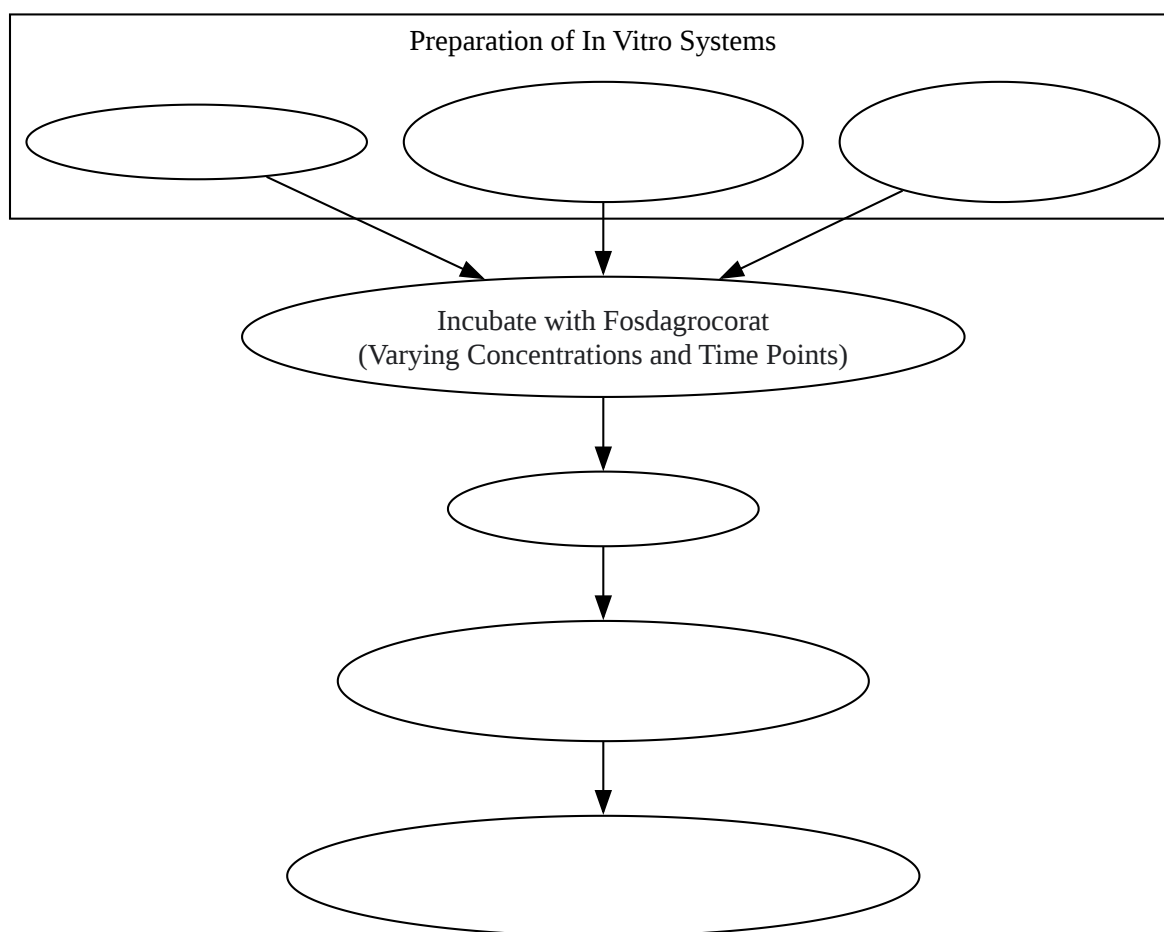 Preparation of In Vitro Systems
Incubate with Fosdagrocorat
(Varying Concentrations and Time Points)